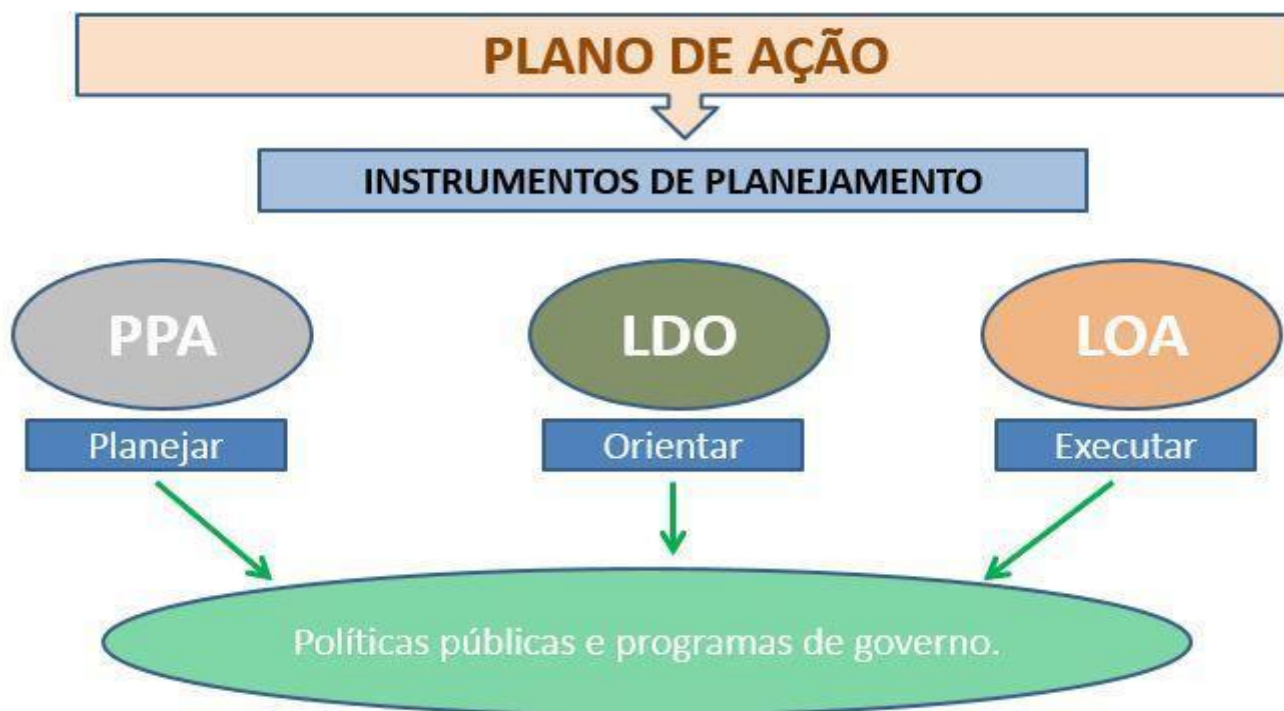 PLANO DE AÇÃO
INSTRUMENTOS DE PLANEJAMENTO
PPA
LDO
LOA
Planejar
Orientar
Executar
Políticas públicas e programas de governo.